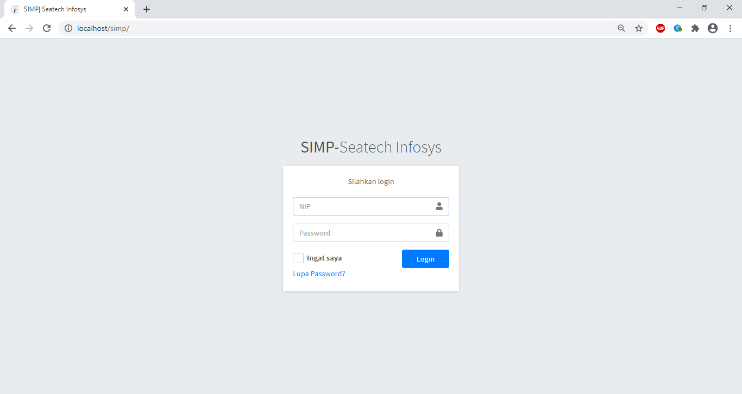 SIMP| Seatech Infosys
localhost/simp/
SIMP-Seatech Infosys
Silahkan login
NIP
Password
Ingat saya
Login
Lupa Password?